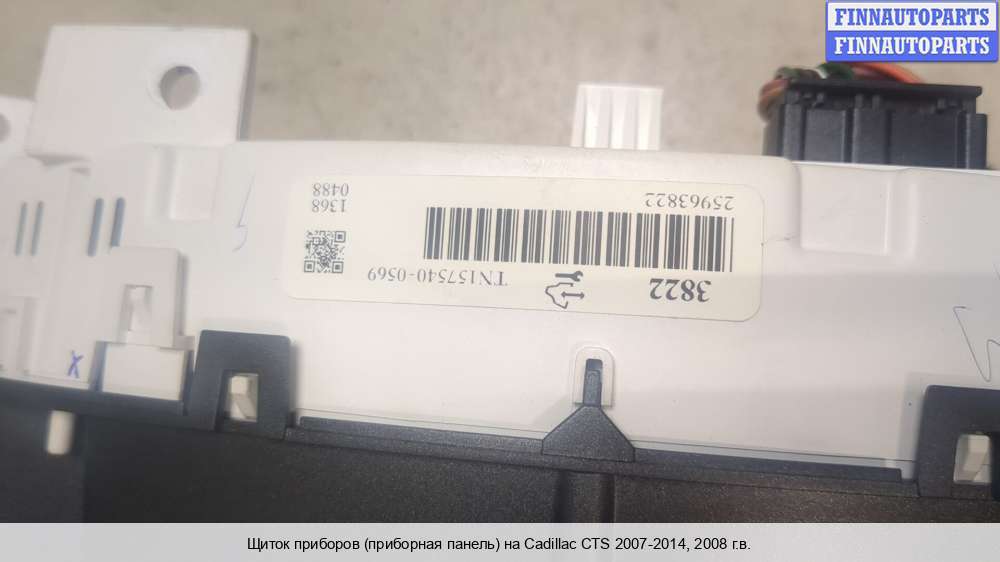 FINNAUTOPARTS
FINNAUTOPARTS
3822
TN157540-0569
25963822
1368
0488
x
Щиток приборов (приборная панель) на Cadillac CTS 2007-2014, 2008 г.в.